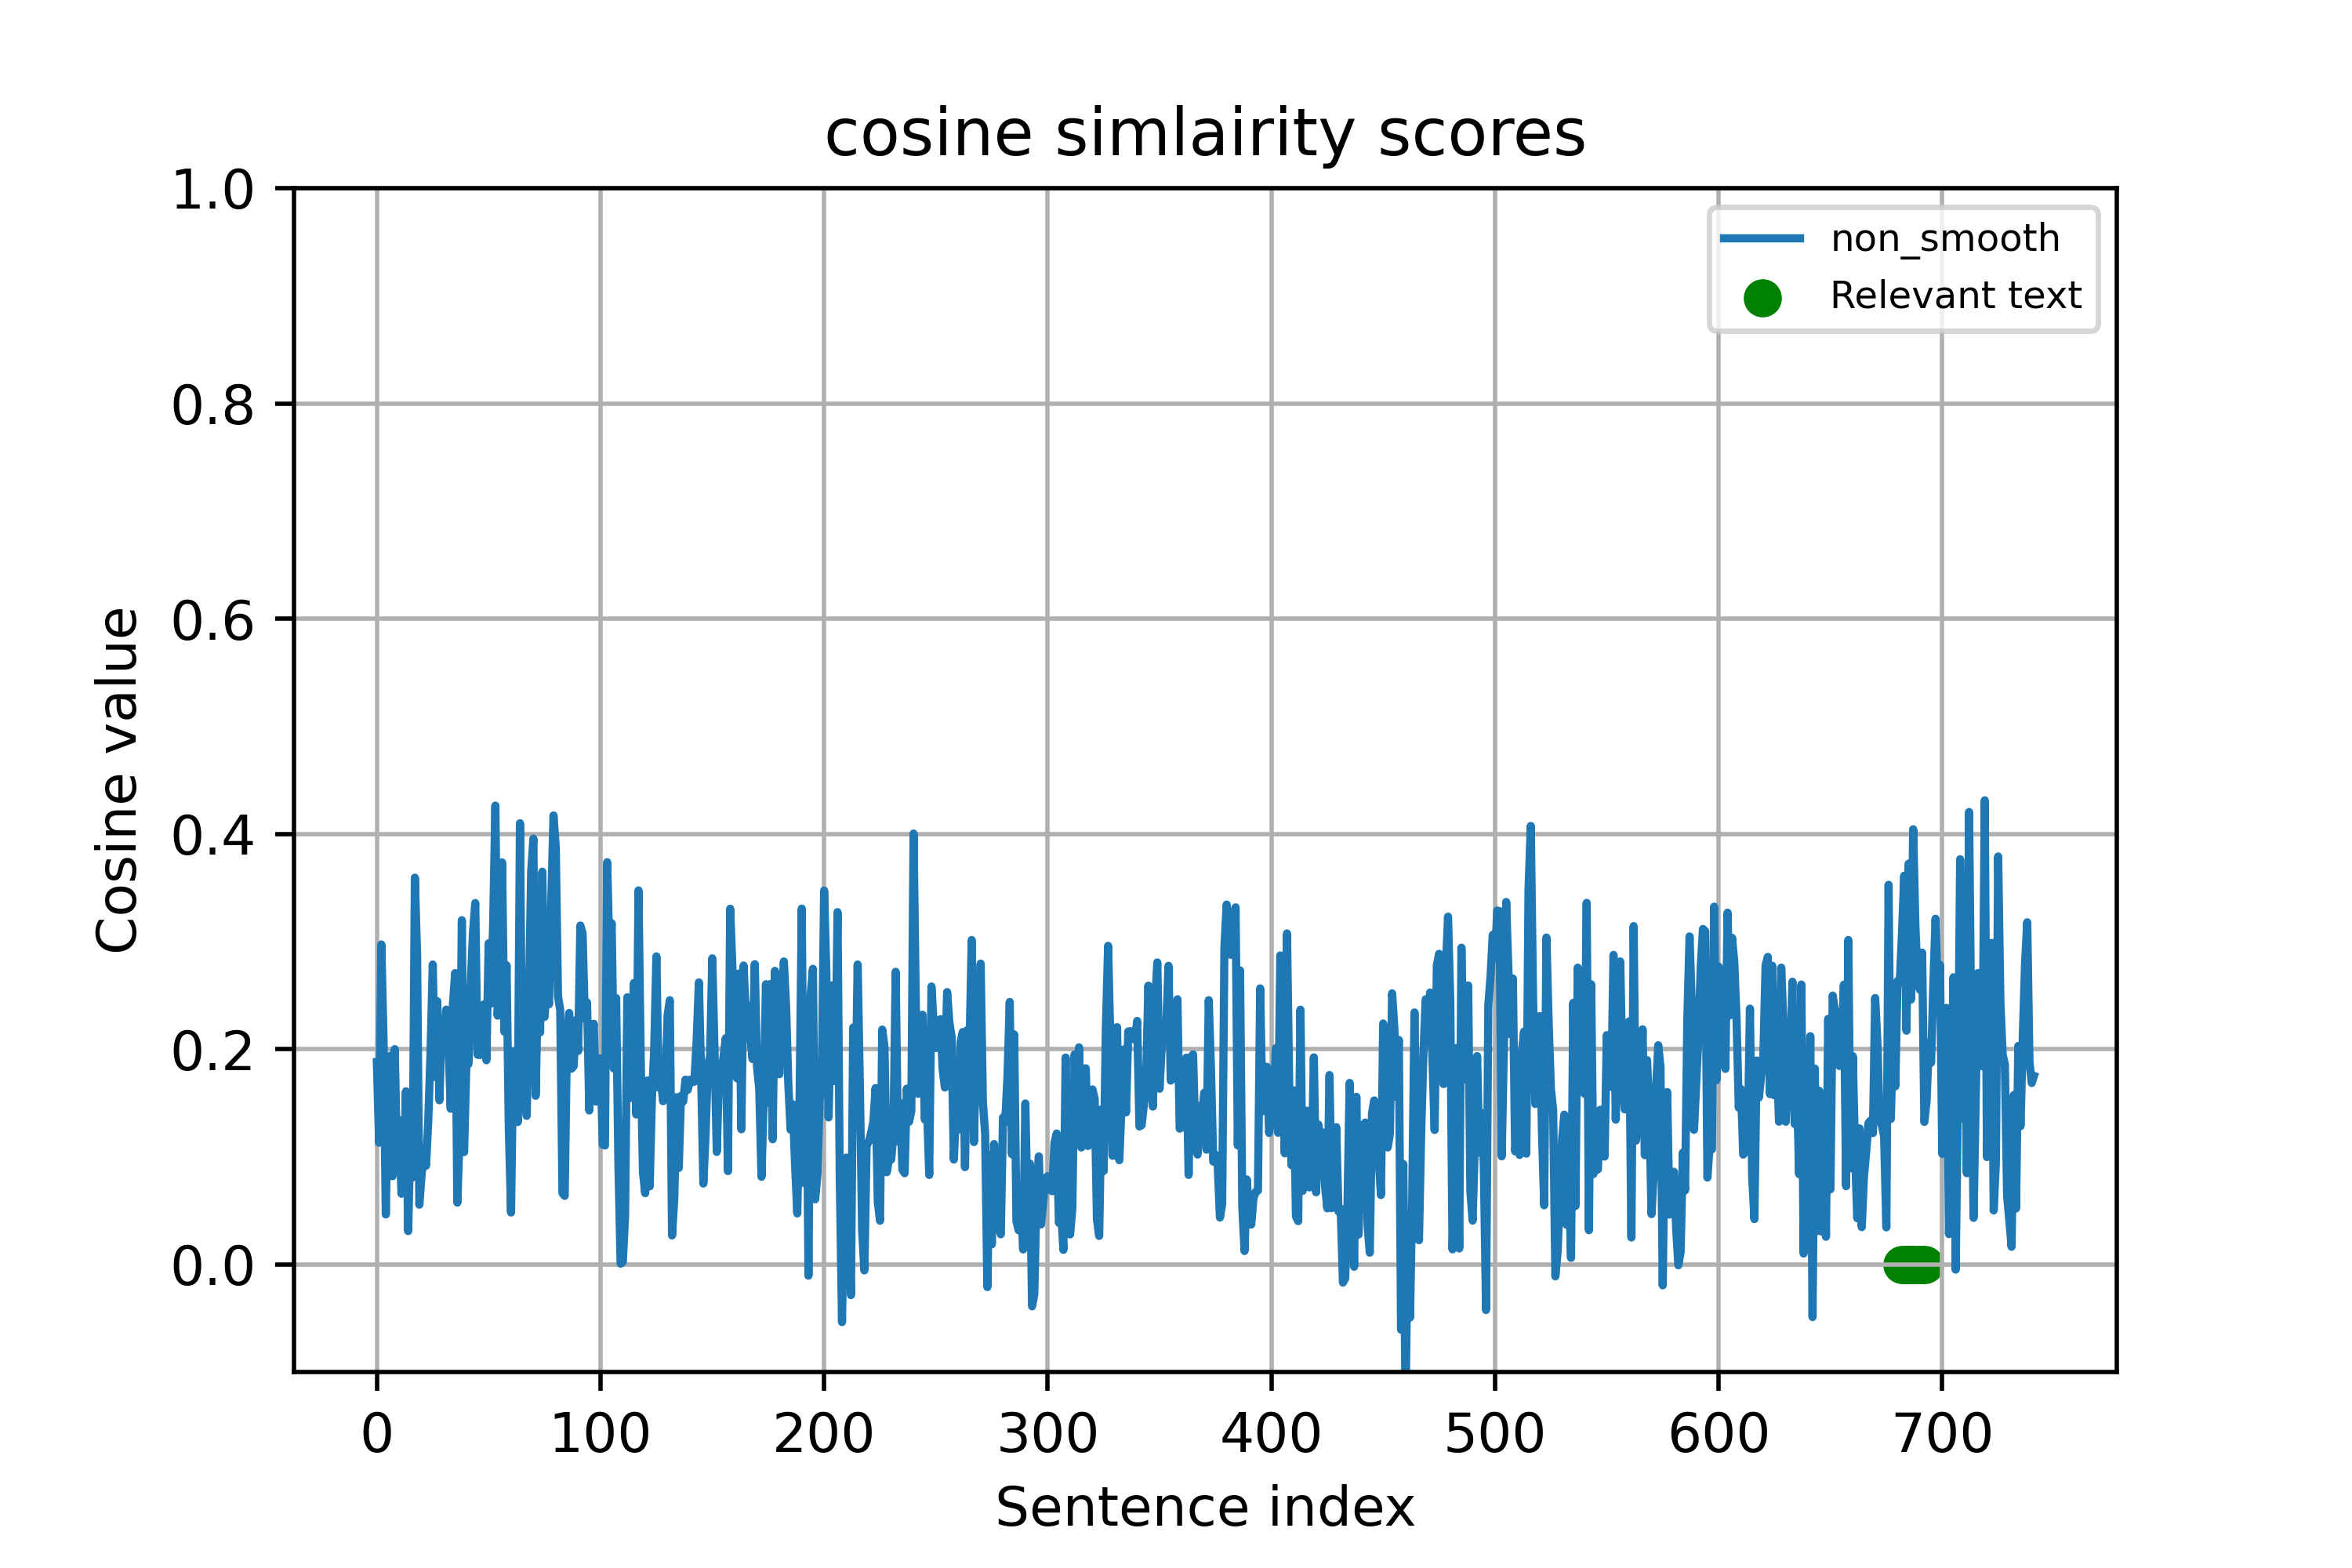 cosine simlairity scores
1.0
0.8
0.6
0.4
0.2
0.0
Cosine value
non_smooth
Relevant text
0 100 200 300 400 500 600 700
Sentence index